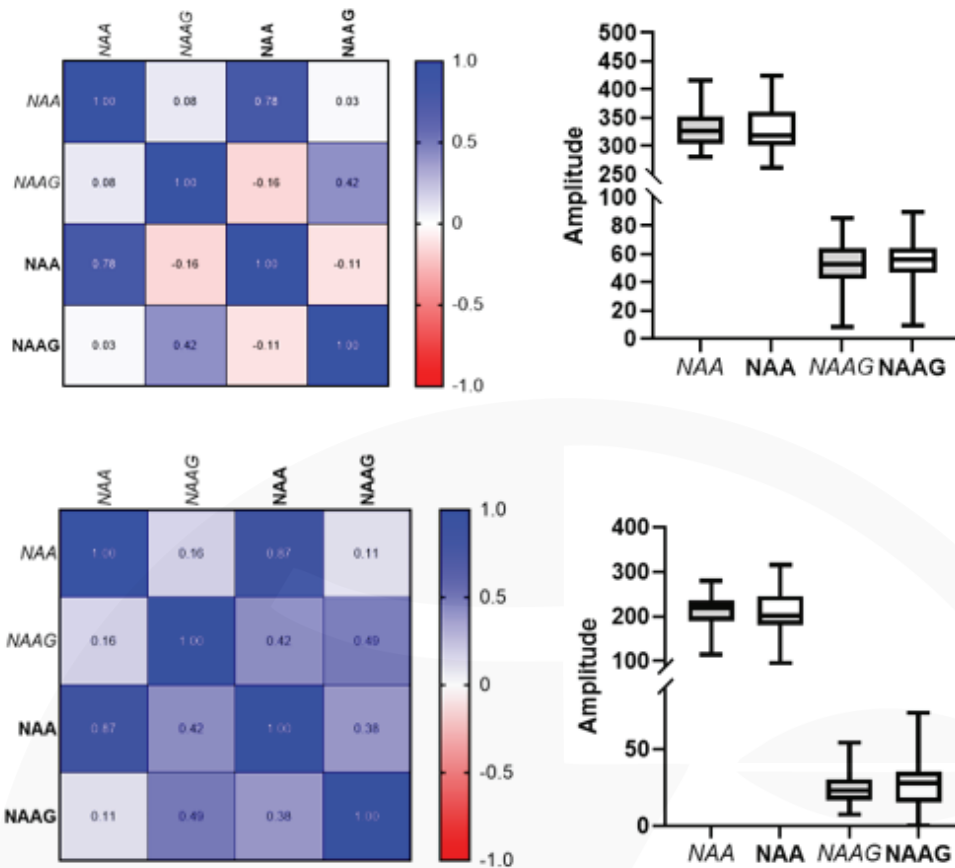 NAA NAAG NAA NAAG
NAA 1.00 0.08 0.78 0.03
NAAG 0.08 1.00 -0.16 0.42
NAA 0.78 -0.16 1.00 -0.11
NAAG 0.03 0.42 -0.11 1.00
1.0
0.5
0
-0.5
-1.0
Amplitude
500
450
400
350
300
250
100
80
60
40
20
0
NAA NAA NAAG NAAG
NAA NAAG NAA NAAG
NAA 1.00 0.16 0.87 0.11
NAAG 0.16 1.00 0.42 0.49
NAA 0.87 0.42 1.00 0.38
NAAG 0.11 0.49 0.38 1.00
1.0
0.5
0
-0.5
-1.0
Amplitude
400
300
200
100
50
0
NAA NAA NAAG NAAG